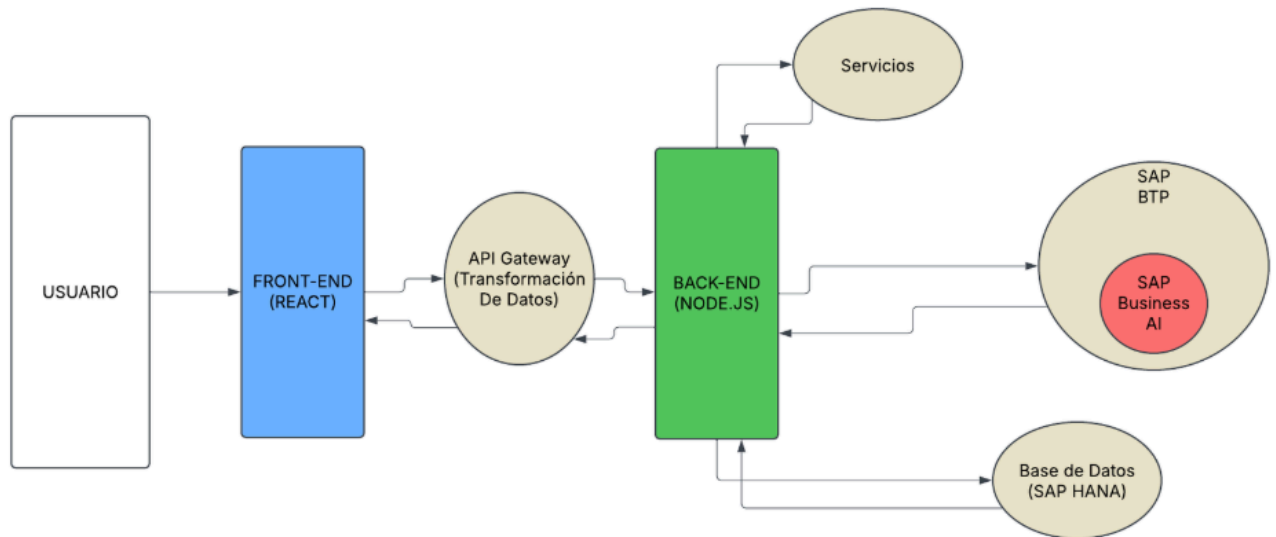 USUARIO
FRONT-END
(REACT)
API Gateway
(Transformación
De Datos)
BACK-END
(NODE.JS)
Servicios
SAP
BTP
SAP
Business
AI
Base de Datos
(SAP HANA)